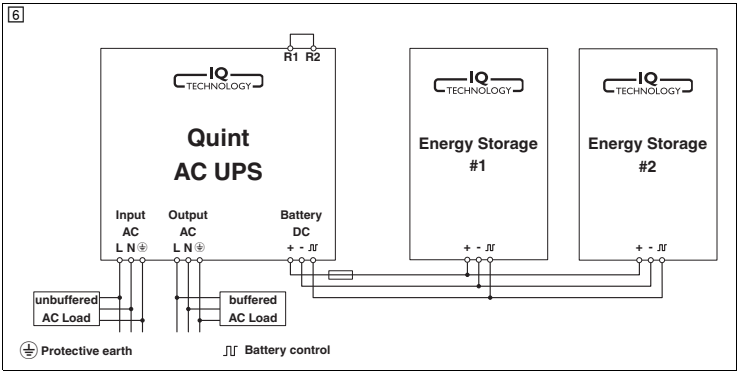 6
R1 R2
IQ
TECHNOLOGY
Quint
AC UPS
Input
AC
L N
Output
AC
L N
Battery
DC
+ -
IQ
TECHNOLOGY
Energy Storage
#1
+ -
IQ
TECHNOLOGY
Energy Storage
#2
+ -
unbuffered
AC Load
buffered
AC Load
Protective earth
Battery control